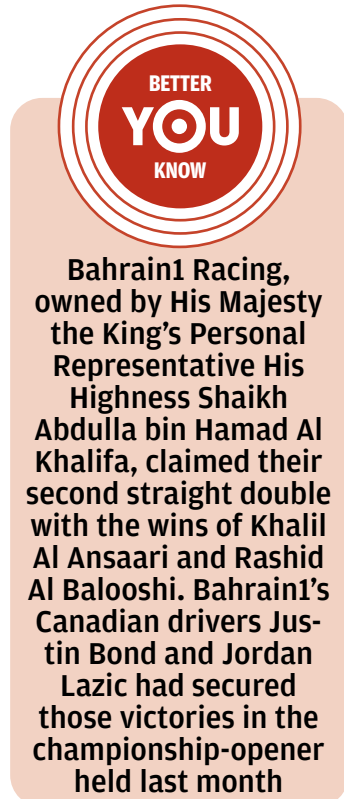 BETTER
YOU
KNOW
Bahrain1 Racing,
owned by His Majesty
the King’s Personal
Representative His
Highness Shaikh
Abdulla bin Hamad Al
Khalifa, claimed their
second straight double
with the wins of Khalil
Al Ansaari and Rashid
Al Balooshi. Bahrain1’s
Canadian drivers Jus-
tin Bond and Jordan
Lazic had secured
those victories in the
championship-opener
held last month